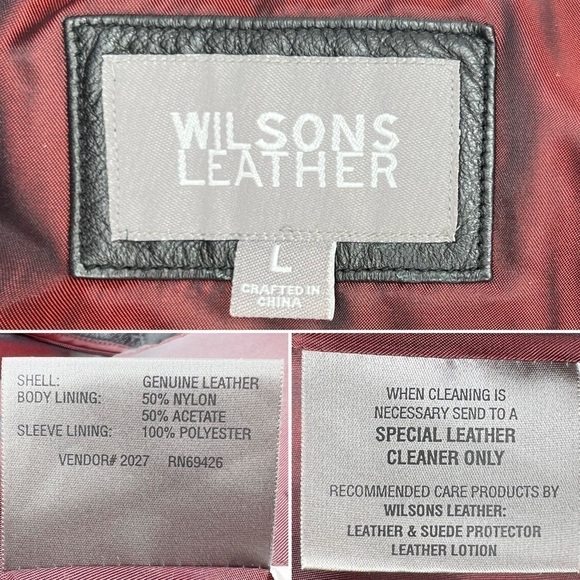 WILSONS
LEATHER
L
CRAFTED IN
CHINA
SHELL: GENUINE LEATHER
BODY LINING: 50% NYLON
50% ACETATE
SLEEVE LINING: 100% POLYESTER
VENDOR# 2027 RN69426
WHEN CLEANING IS
NECESSARY SEND TO A
SPECIAL LEATHER
CLEANER ONLY
RECOMMENDED CARE PRODUCTS BY
WILSONS LEATHER:
LEATHER & SUEDE PROTECTOR
LEATHER LOTION